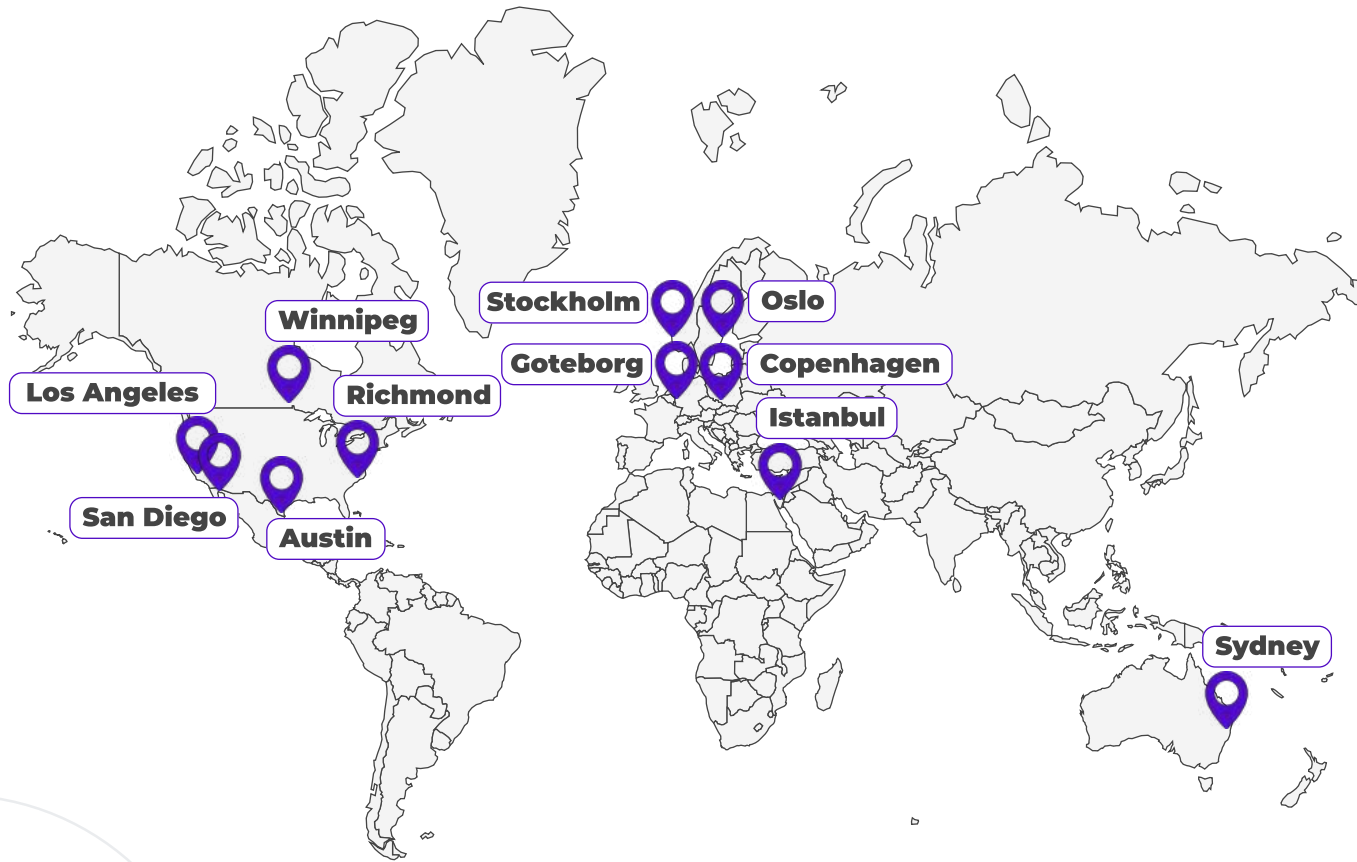 Stockholm
Oslo
Winnipeg
Goteborg
Copenhagen
Los Angeles
Richmond
Istanbul
San Diego
Austin
Sydney